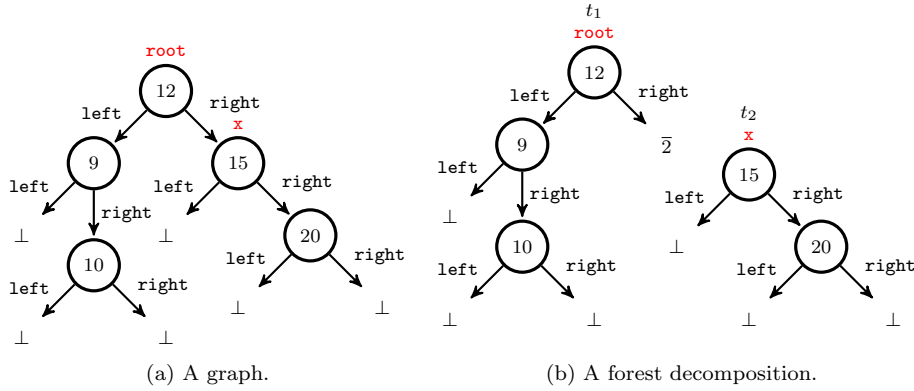 t1
root
root
12
12
left
right
left
right
x
t2
x
9
15
9
2̅
15
left
right
left
right
left
right
left
right
⊥
⊥
⊥
⊥
10
20
10
20
left
right
left
right
left
right
left
right
⊥
⊥
⊥
⊥
⊥
⊥
⊥
⊥
(a) A graph.
(b) A forest decomposition.